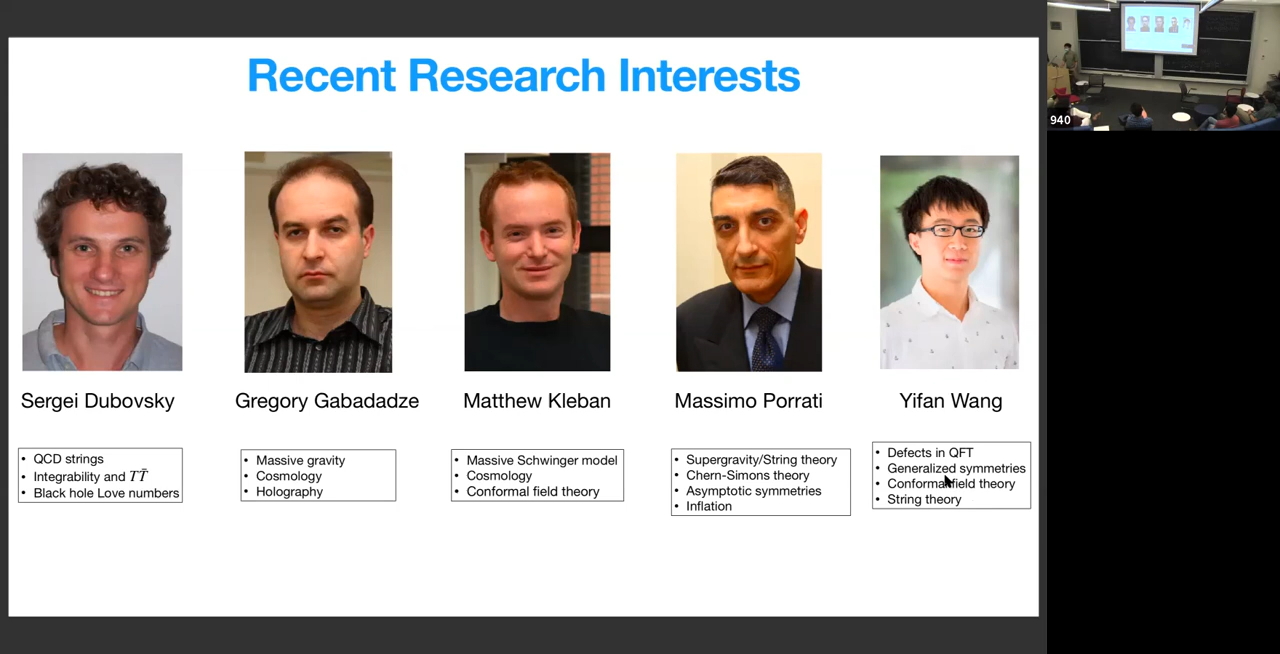 Recent Research Interests
940
Sergei Dubovsky
Gregory Gabadadze
Matthew Kleban
Massimo Porrati
Yifan Wang
• QCD strings
• Integrability and TT̄
• Black hole Love numbers
• Massive gravity
• Cosmology
• Holography
• Massive Schwinger model
• Cosmology
• Conformal field theory
• Supergravity/String theory
• Chern-Simons theory
• Asymptotic symmetries
• Inflation
• Defects in QFT
• Generalized symmetries
• Conformal field theory
• String theory